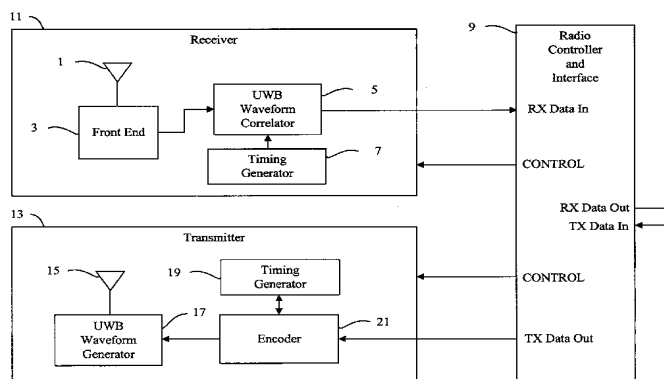 11
Receiver
1
3
Front End
UWB
Waveform
Correlator
5
Timing
Generator
7
9
Radio
Controller
and
Interface
RX Data In
CONTROL
RX Data Out
TX Data In
CONTROL
TX Data Out
13
Transmitter
15
19
Timing
Generator
UWB
Waveform
Generator
17
Encoder
21